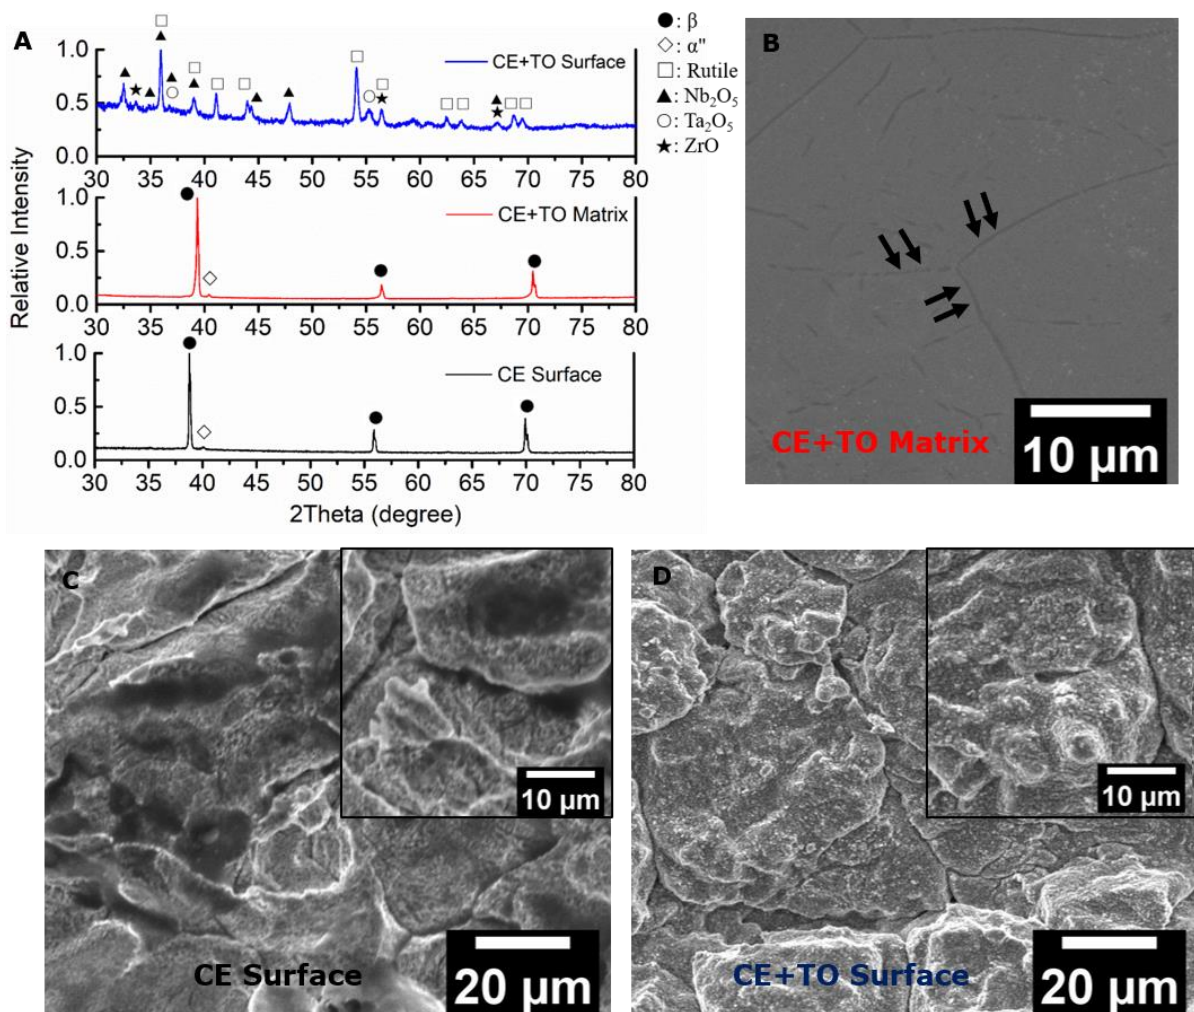 A
Relative Intensity
1.0
0.5
0.0
CE+TO Surface
30 35 40 45 50 55 60 65 70 75 80
1.0
0.5
0.0
CE+TO Matrix
30 35 40 45 50 55 60 65 70 75 80
1.0
0.5
0.0
CE Surface
30 35 40 45 50 55 60 65 70 75 80
2Theta (degree)
●: β
◇: α"
□: Rutile
▲: Nb₂O₅
○: Ta₂O₅
★: ZrO
B
CE+TO Matrix
10 µm
C
10 µm
CE Surface
20 µm
D
10 µm
CE+TO Surface
20 µm